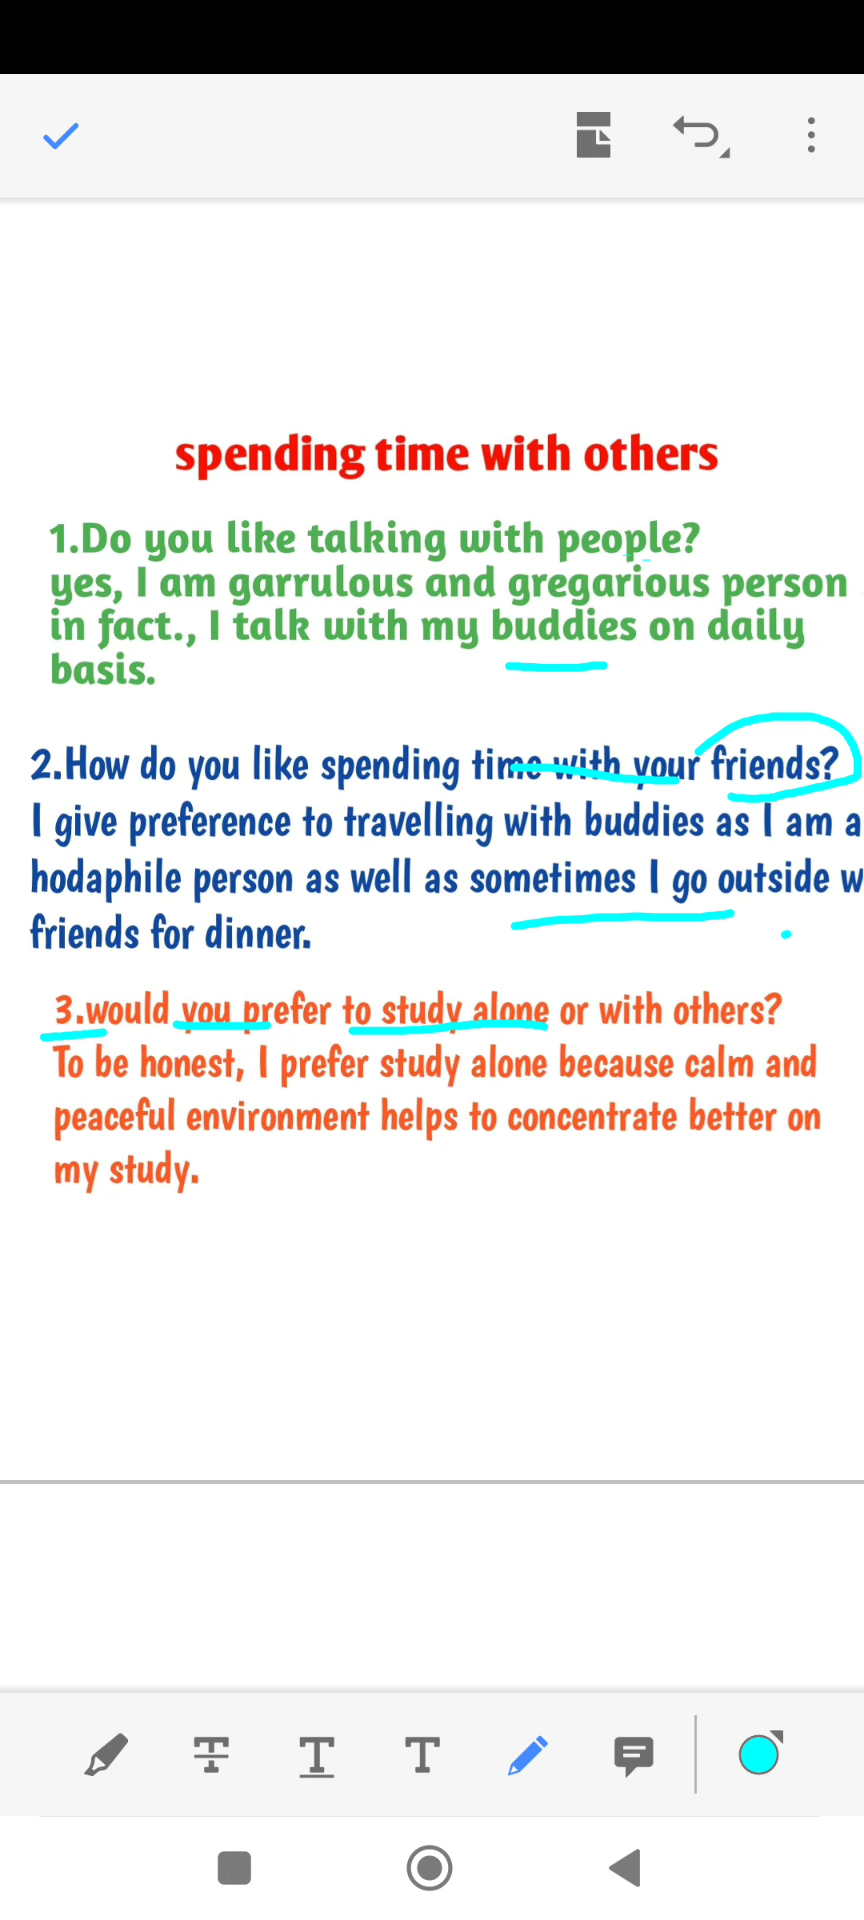 spending time with others
1.Do you like talking with people?
yes, I am garrulous and gregarious person
in fact., I talk with my buddies on daily
basis.
2.How do you like spending time with your friends?
I give preference to travelling with buddies as I am a
hodaphile person as well as sometimes I go outside w
friends for dinner.
3.would you prefer to study alone or with others?
To be honest, I prefer study alone because calm and
peaceful environment helps to concentrate better on
my study.